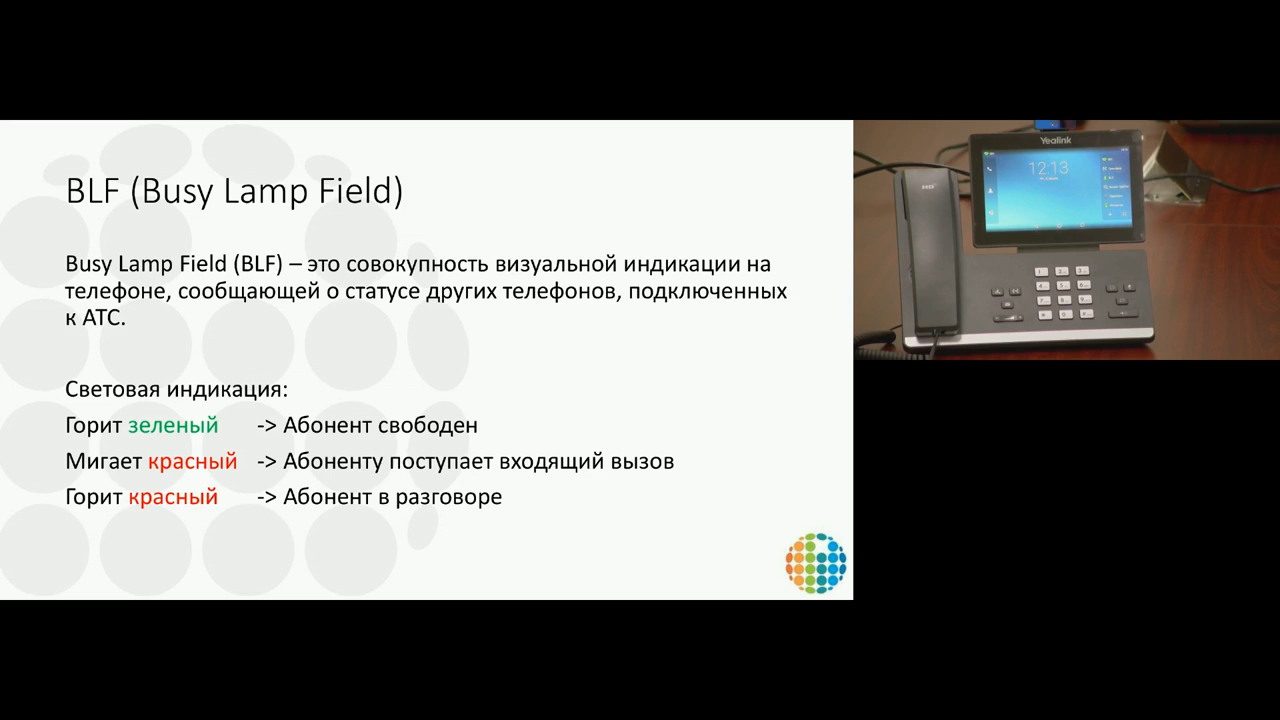 BLF (Busy Lamp Field)
Busy Lamp Field (BLF) – это совокупность визуальной индикации на
телефоне, сообщающей о статусе других телефонов, подключенных
к АТС.
Световая индикация:
Горит зеленый -> Абонент свободен
Мигает красный -> Абоненту поступает входящий вызов
Горит красный -> Абонент в разговоре
Yealink
12:13